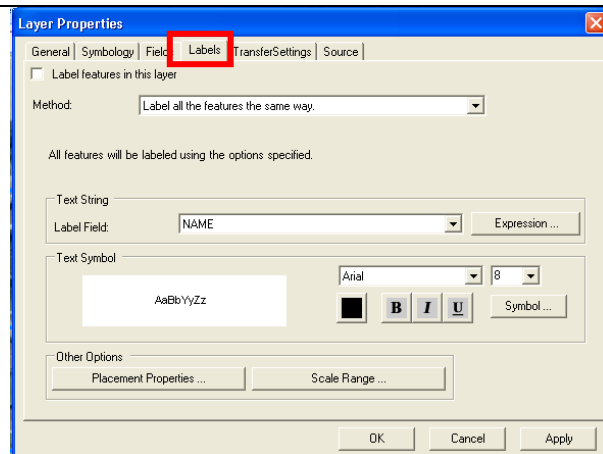 Layer Properties
General Symbology Fields Labels TransferSettings Source
Label features in this layer
Method: Label all the features the same way.
All features will be labeled using the options specified.
Text String
Label Field: NAME Expression ...
Text Symbol
AaBbYyZz Arial 8
B I U Symbol ...
Other Options
Placement Properties ... Scale Range ...
OK Cancel Apply